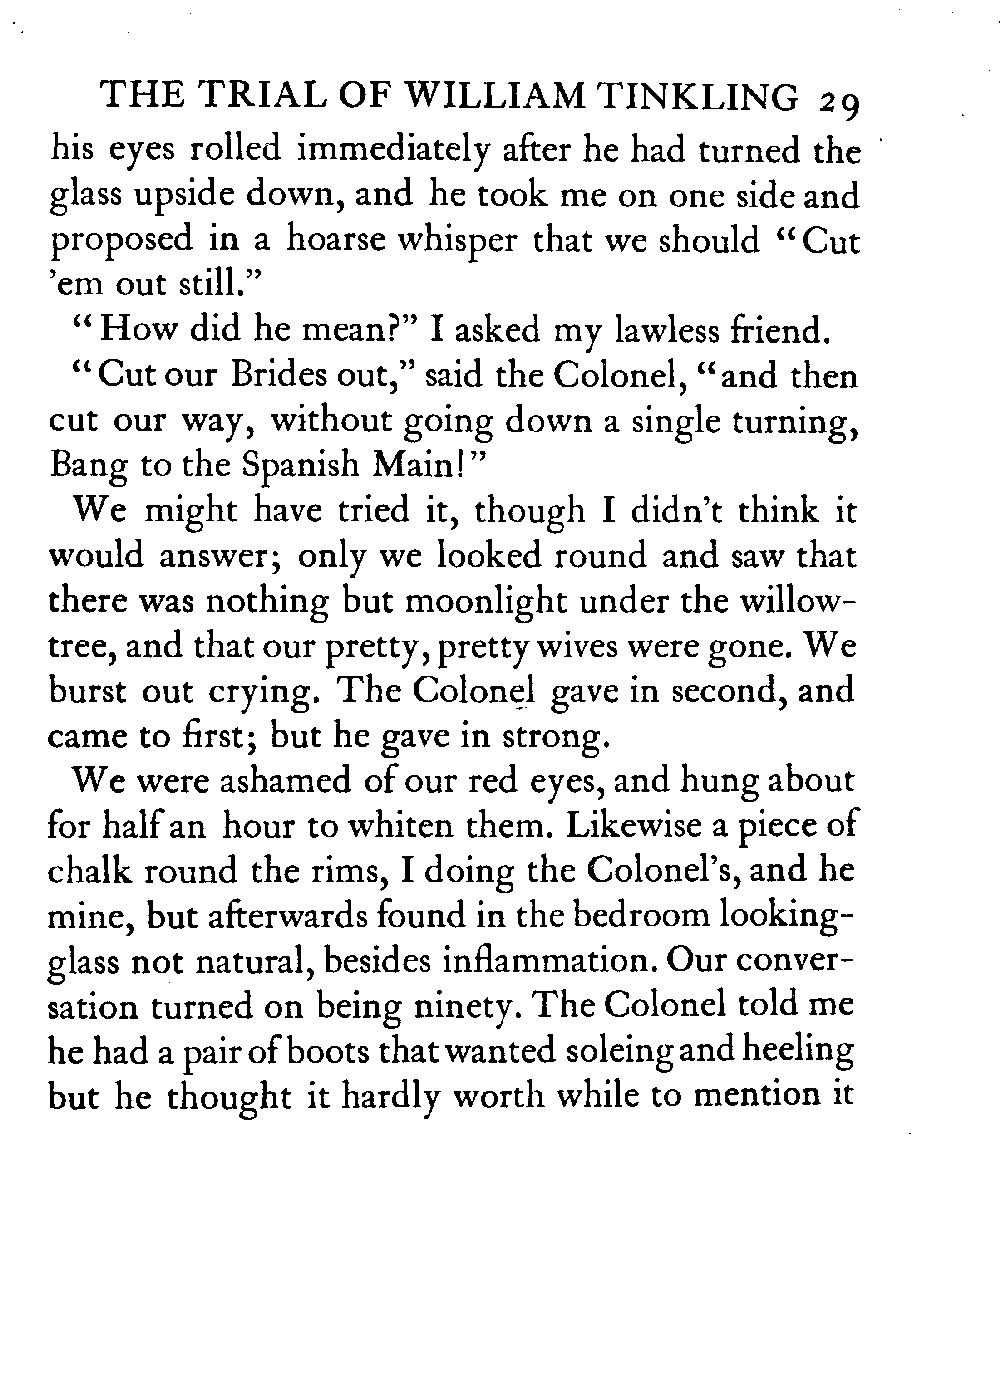 THE TRIAL OF WILLIAM TINKLING 29
his eyes rolled immediately after he had turned the
glass upside down, and he took me on one side and
proposed in a hoarse whisper that we should “Cut
’em out still.”
“How did he mean?” I asked my lawless friend.
“Cut our Brides out,” said the Colonel, “and then
cut our way, without going down a single turning,
Bang to the Spanish Main!”
We might have tried it, though I didn’t think it
would answer; only we looked round and saw that
there was nothing but moonlight under the willow-
tree, and that our pretty, pretty wives were gone. We
burst out crying. The Colonel gave in second, and
came to first; but he gave in strong.
We were ashamed of our red eyes, and hung about
for half an hour to whiten them. Likewise a piece of
chalk round the rims, I doing the Colonel’s, and he
mine, but afterwards found in the bedroom looking-
glass not natural, besides inflammation. Our conver-
sation turned on being ninety. The Colonel told me
he had a pair of boots that wanted soleing and heeling
but he thought it hardly worth while to mention it